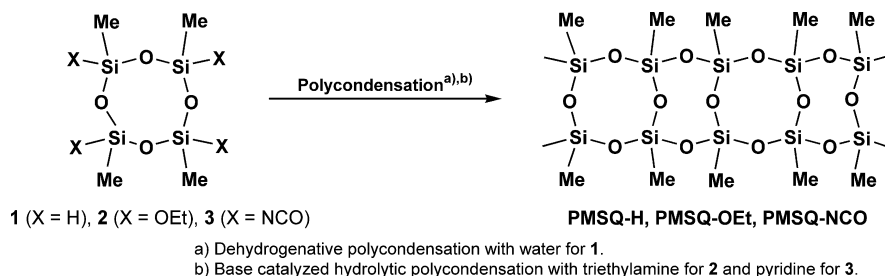 Me Me
X Si O Si X
O O
X Si O Si X
Me Me
Polycondensation^a),b)
Me Me Me Me Me
Si O Si O Si O Si O Si
O O O O O
Si O Si O Si O Si O Si
Me Me Me Me Me
1 (X = H), 2 (X = OEt), 3 (X = NCO)
PMSQ-H, PMSQ-OEt, PMSQ-NCO
a) Dehydrogenative polycondensation with water for 1.
b) Base catalyzed hydrolytic polycondensation with triethylamine for 2 and pyridine for 3.